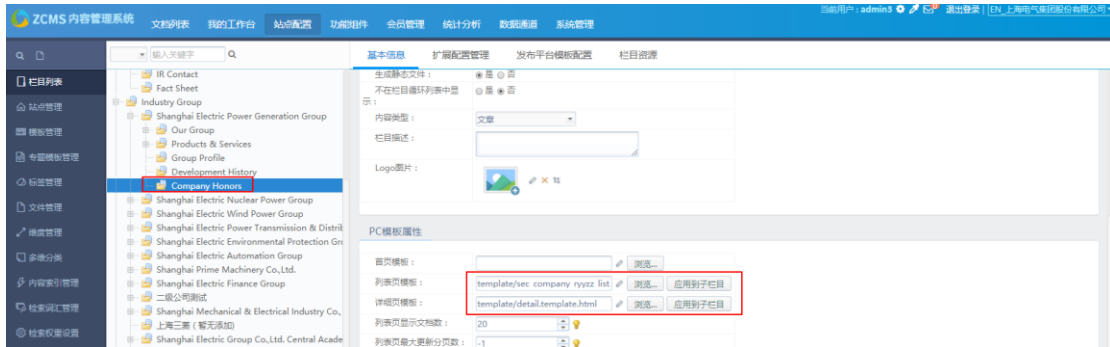 当前用户: admin3 退出登录 | EN_上海电气集团股份有限公司
ZCMS 内容管理系统 文档列表 我的工作台 站点配置 功能组件 会员管理 统计分析 数据通道 系统管理
输入关键字
基本信息 扩展配置管理 发布平台模板配置 栏目资源
栏目列表
站点管理
模板管理
专题模板管理
标签管理
文件管理
维度管理
多维分类
内容索引管理
检索词汇管理
检索权重设置
IR Contact
Fact Sheet
Industry Group
Shanghai Electric Power Generation Group
Our Group
Products & Services
Group Profile
Development History
Company Honors
Shanghai Electric Nuclear Power Group
Shanghai Electric Wind Power Group
Shanghai Electric Power Transmission & Distril
Shanghai Electric Environmental Protection Gr
Shanghai Electric Automation Group
Shanghai Prime Machinery Co.,Ltd.
Shanghai Electric Finance Group
二级公司测试
Shanghai Mechanical & Electrical Industry Co.,
上海三菱 ( 暂无添加)
Shanghai Electric Group Co.,Ltd. Central Acade
生成静态文件: 是 否
不在栏目循环列表中显示: 是 否
内容类型: 文章
栏目描述:
Logo图片:
PC模板属性
首页模板: 浏览...
列表页模板: template/sec_company_ryyzz_list 浏览... 应用到子栏目
详细页模板: template/detail.template.html 浏览... 应用到子栏目
列表页显示文档数: 20
列表页最大更新分页数: -1